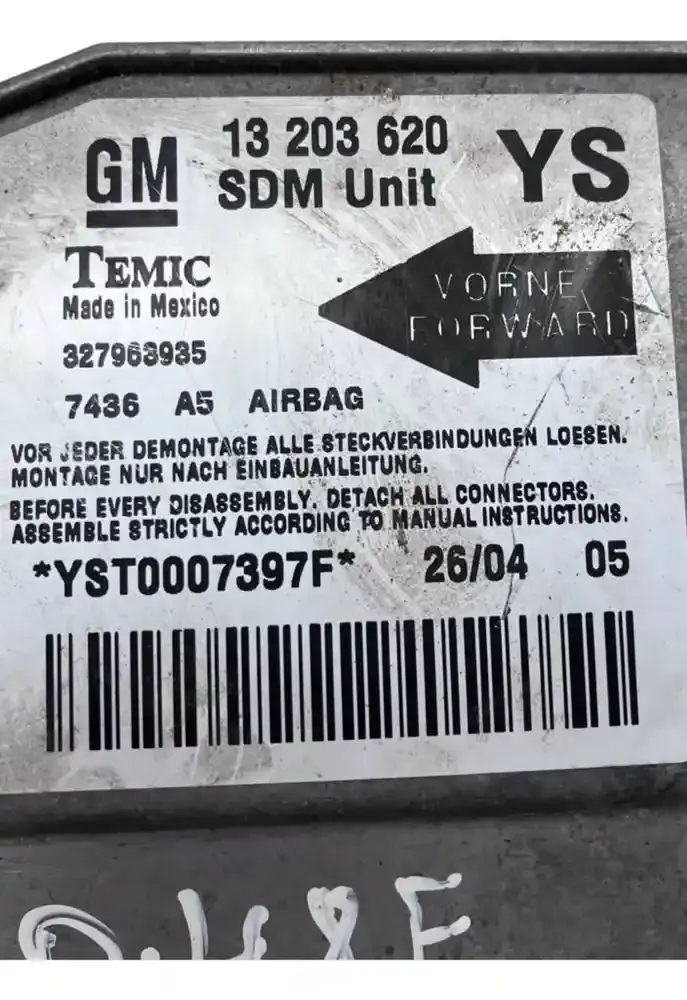 GM 13 203 620 YS
SDM Unit
TEMIC
Made in Mexico
VORNE
FORWARD
327963935
7436 A5 AIRBAG
VOR JEDER DEMONTAGE ALLE STECKVERBINDUNGEN LOESEN.
MONTAGE NUR NACH EINBAUANLEITUNG.
BEFORE EVERY DISASSEMBLY, DETACH ALL CONNECTORS.
ASSEMBLE STRICTLY ACCORDING TO MANUAL INSTRUCTIONS.
*YST0007397F* 26/04 05